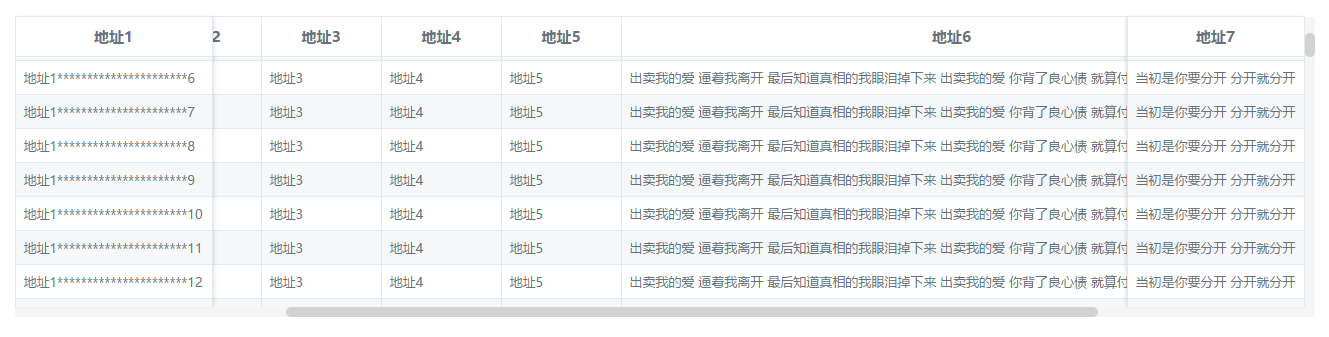 地址1 2 地址3 地址4 地址5 地址6 地址7
地址1**********************6 地址3 地址4 地址5 出卖我的爱 逼着我离开 最后知道真相的我眼泪掉下来 出卖我的爱 你背了良心债 就算付 当初是你要分开 分开就分开
地址1**********************7 地址3 地址4 地址5 出卖我的爱 逼着我离开 最后知道真相的我眼泪掉下来 出卖我的爱 你背了良心债 就算付 当初是你要分开 分开就分开
地址1**********************8 地址3 地址4 地址5 出卖我的爱 逼着我离开 最后知道真相的我眼泪掉下来 出卖我的爱 你背了良心债 就算付 当初是你要分开 分开就分开
地址1**********************9 地址3 地址4 地址5 出卖我的爱 逼着我离开 最后知道真相的我眼泪掉下来 出卖我的爱 你背了良心债 就算付 当初是你要分开 分开就分开
地址1**********************10 地址3 地址4 地址5 出卖我的爱 逼着我离开 最后知道真相的我眼泪掉下来 出卖我的爱 你背了良心债 就算付 当初是你要分开 分开就分开
地址1**********************11 地址3 地址4 地址5 出卖我的爱 逼着我离开 最后知道真相的我眼泪掉下来 出卖我的爱 你背了良心债 就算付 当初是你要分开 分开就分开
地址1**********************12 地址3 地址4 地址5 出卖我的爱 逼着我离开 最后知道真相的我眼泪掉下来 出卖我的爱 你背了良心债 就算付 当初是你要分开 分开就分开